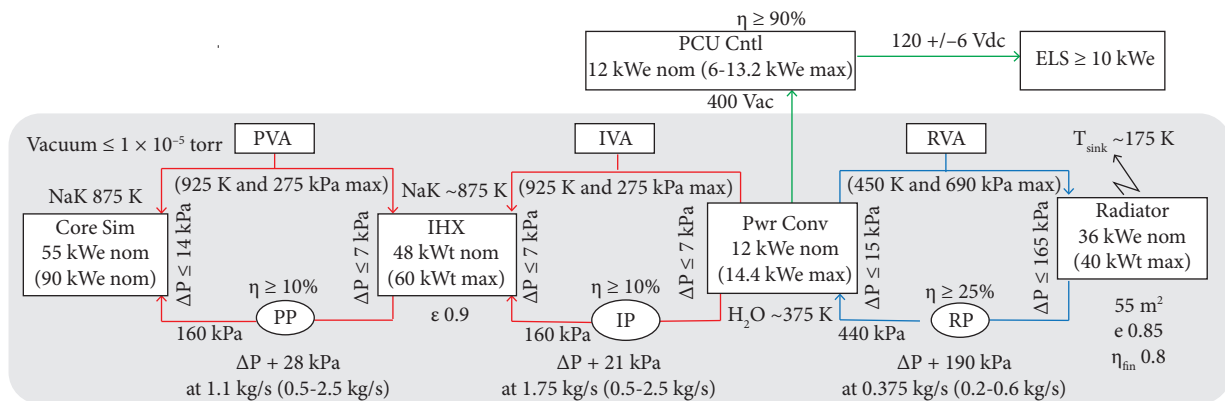 η ≥ 90%
PCU Cntl
12 kWe nom (6-13.2 kWe max)
120 +/–6 Vdc
ELS ≥ 10 kWe
400 Vac
Vacuum ≤ 1 × 10⁻⁵ torr
PVA
IVA
RVA
T_sink ~175 K
NaK 875 K
(925 K and 275 kPa max)
NaK ~875 K
(925 K and 275 kPa max)
(450 K and 690 kPa max)
Core Sim
55 kWe nom
(90 kWe nom)
ΔP ≤ 14 kPa
ΔP ≤ 7 kPa
IHX
48 kWt nom
(60 kWt max)
ΔP ≤ 7 kPa
ΔP ≤ 7 kPa
Pwr Conv
12 kWe nom
(14.4 kWe max)
ΔP ≤ 15 kPa
ΔP ≤ 165 kPa
Radiator
36 kWe nom
(40 kWt max)
η ≥ 10%
PP
160 kPa
ε 0.9
η ≥ 10%
IP
160 kPa
H₂O ~375 K
η ≥ 25%
RP
440 kPa
55 m²
e 0.85
η_fin 0.8
ΔP + 28 kPa
at 1.1 kg/s (0.5-2.5 kg/s)
ΔP + 21 kPa
at 1.75 kg/s (0.5-2.5 kg/s)
ΔP + 190 kPa
at 0.375 kg/s (0.2-0.6 kg/s)